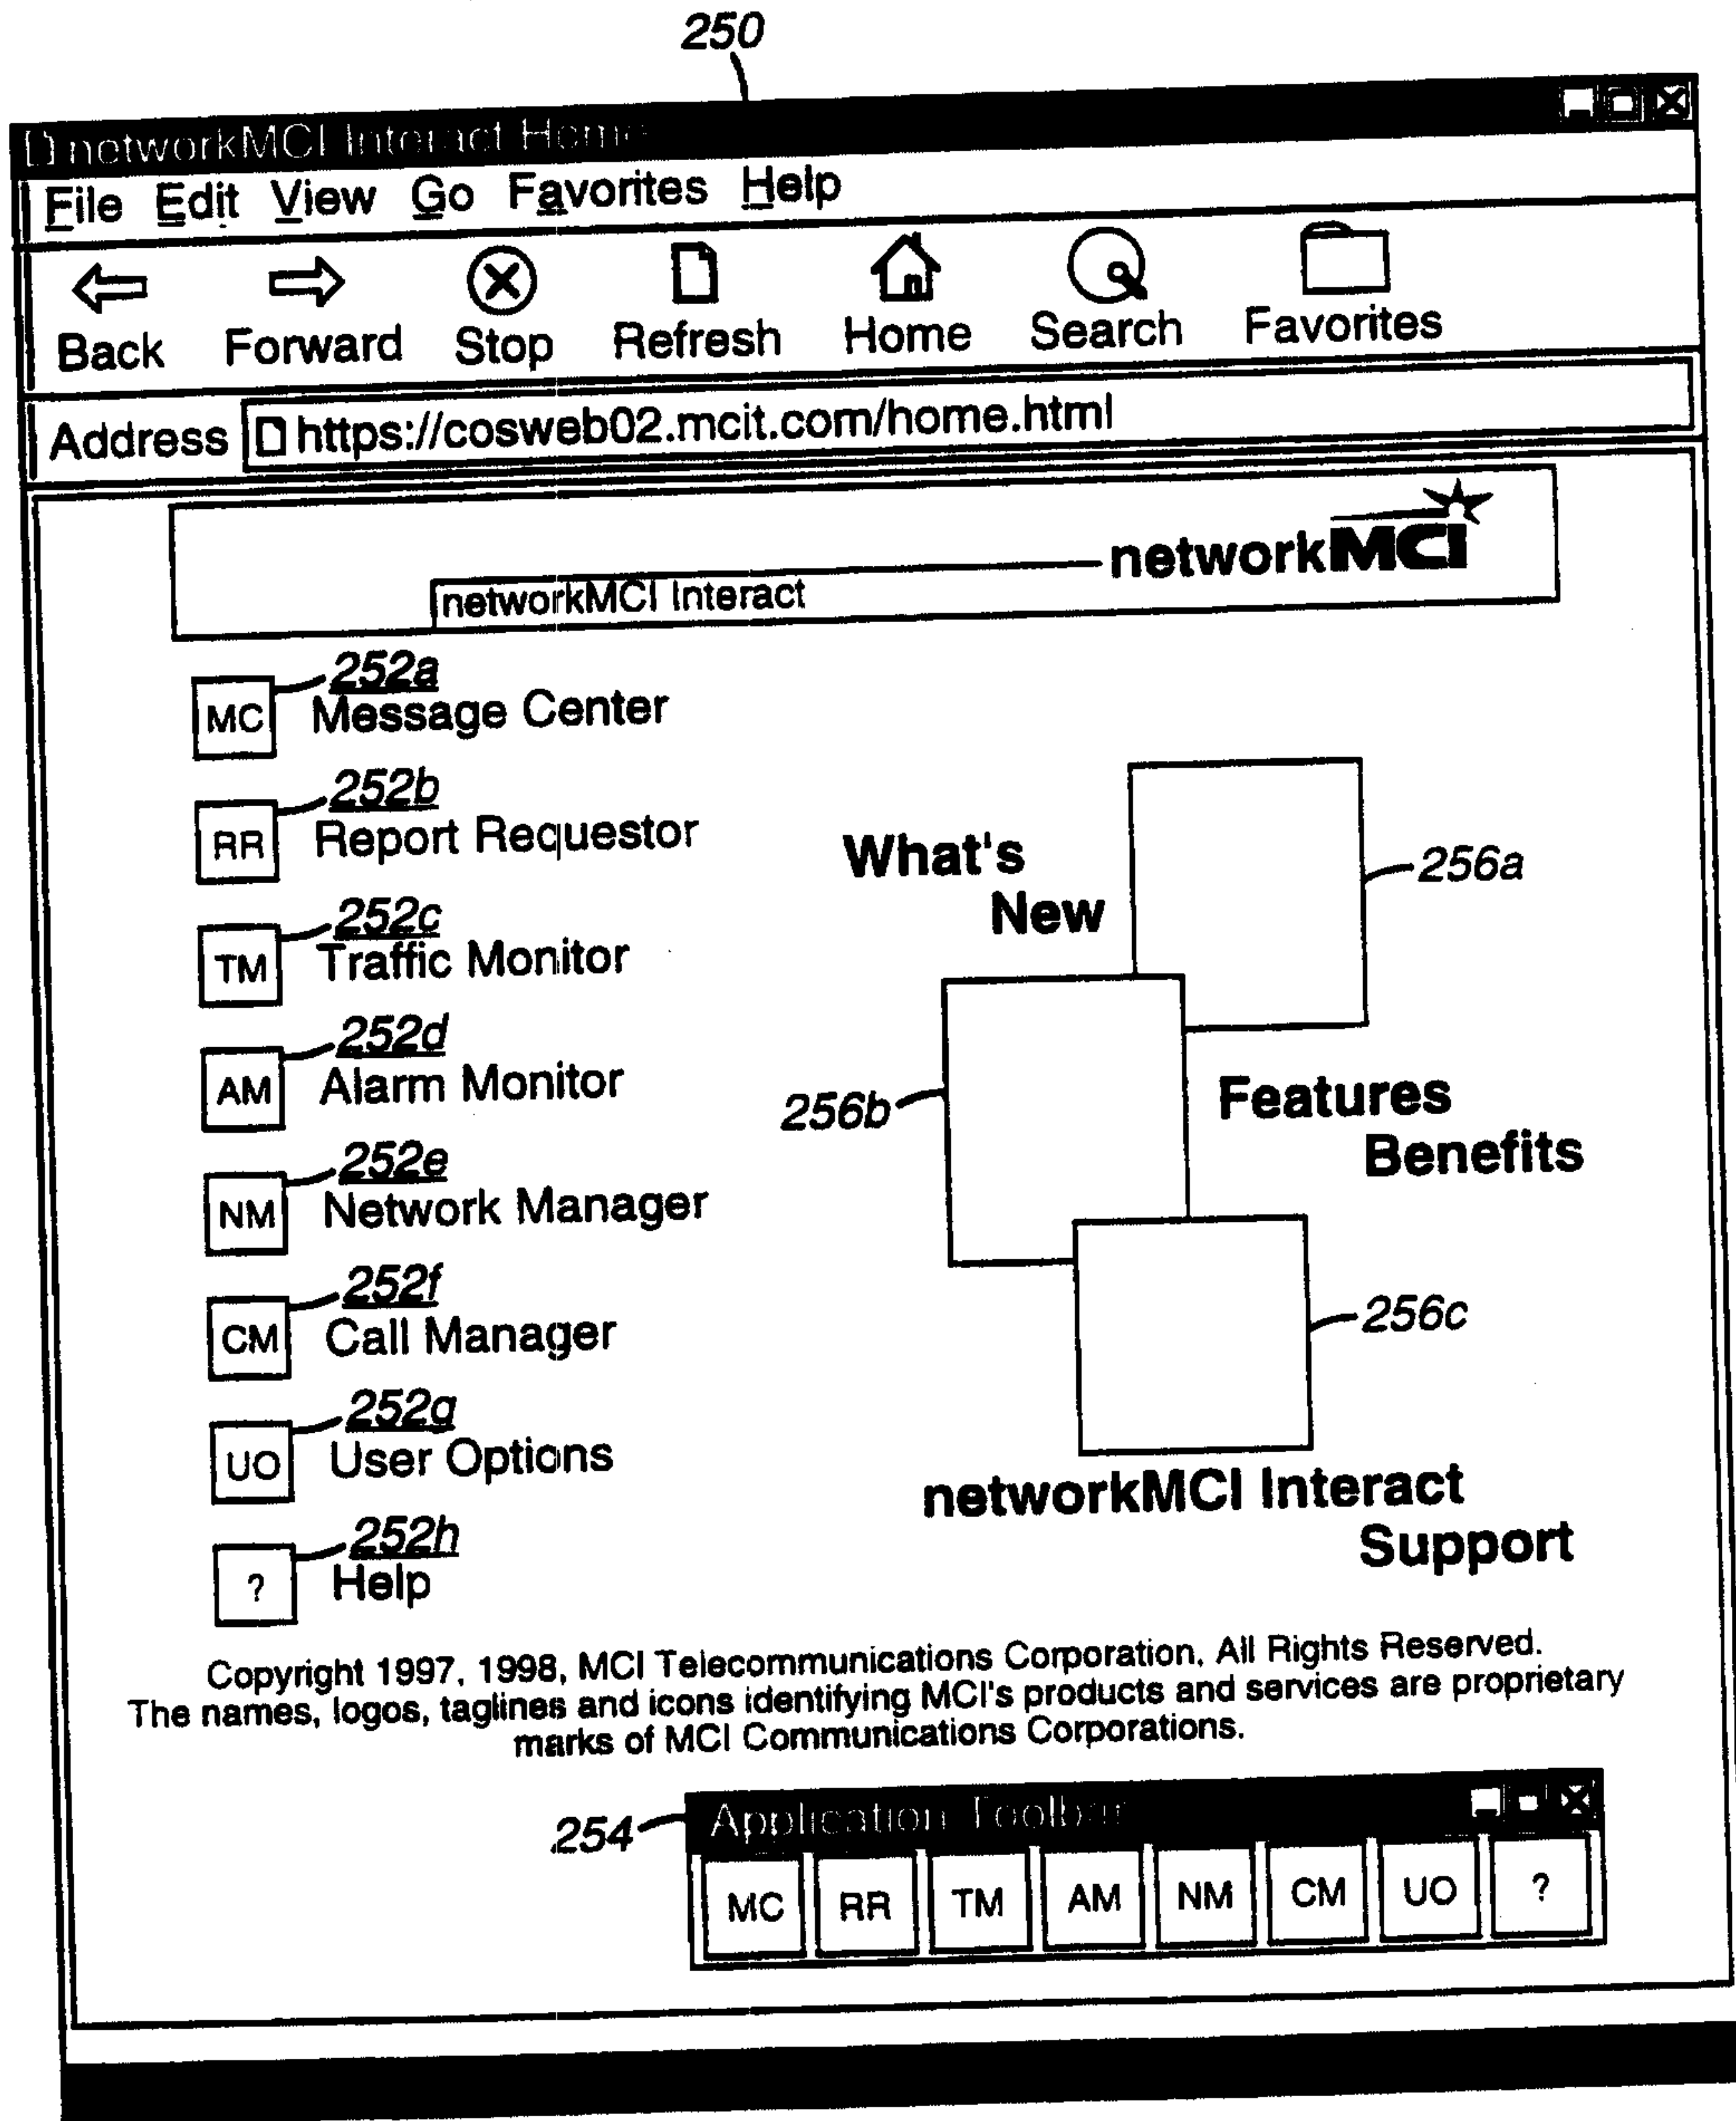 250
networkMCI Interact Home
File Edit View Go Favorites Help
Back Forward Stop Refresh Home Search Favorites
Address https://cosweb02.mcit.com/home.html
networkMCI
networkMCI Interact
252a
MC Message Center
252b
RR Report Requestor
252c
TM Traffic Monitor
252d
AM Alarm Monitor
252e
NM Network Manager
252f
CM Call Manager
252g
UO User Options
252h
? Help
What's
New
256a
256b
Features
Benefits
256c
networkMCI Interact
Support
Copyright 1997, 1998, MCI Telecommunications Corporation, All Rights Reserved.
The names, logos, taglines and icons identifying MCI's products and services are proprietary
marks of MCI Communications Corporations.
254
Application Toolbar
MC RR TM AM NM CM UO ?